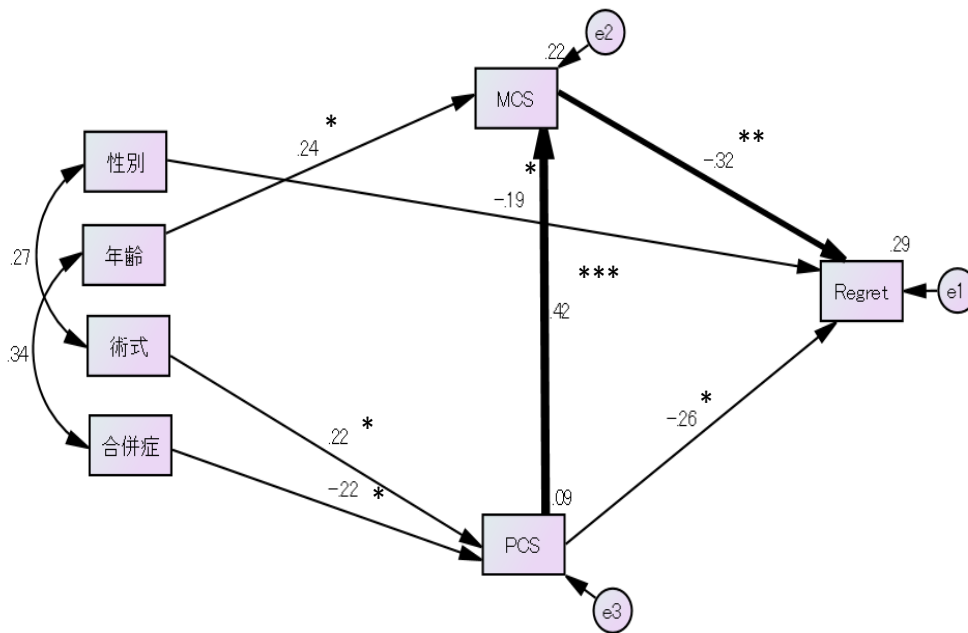 e2
.22
MCS
*
.24
**
-.32
性別
*
-.19
.27
年齢
.29
Regret
e1
***
.42
術式
.34
*
.22
-.26
*
合併症
-.22
*
.09
PCS
e3